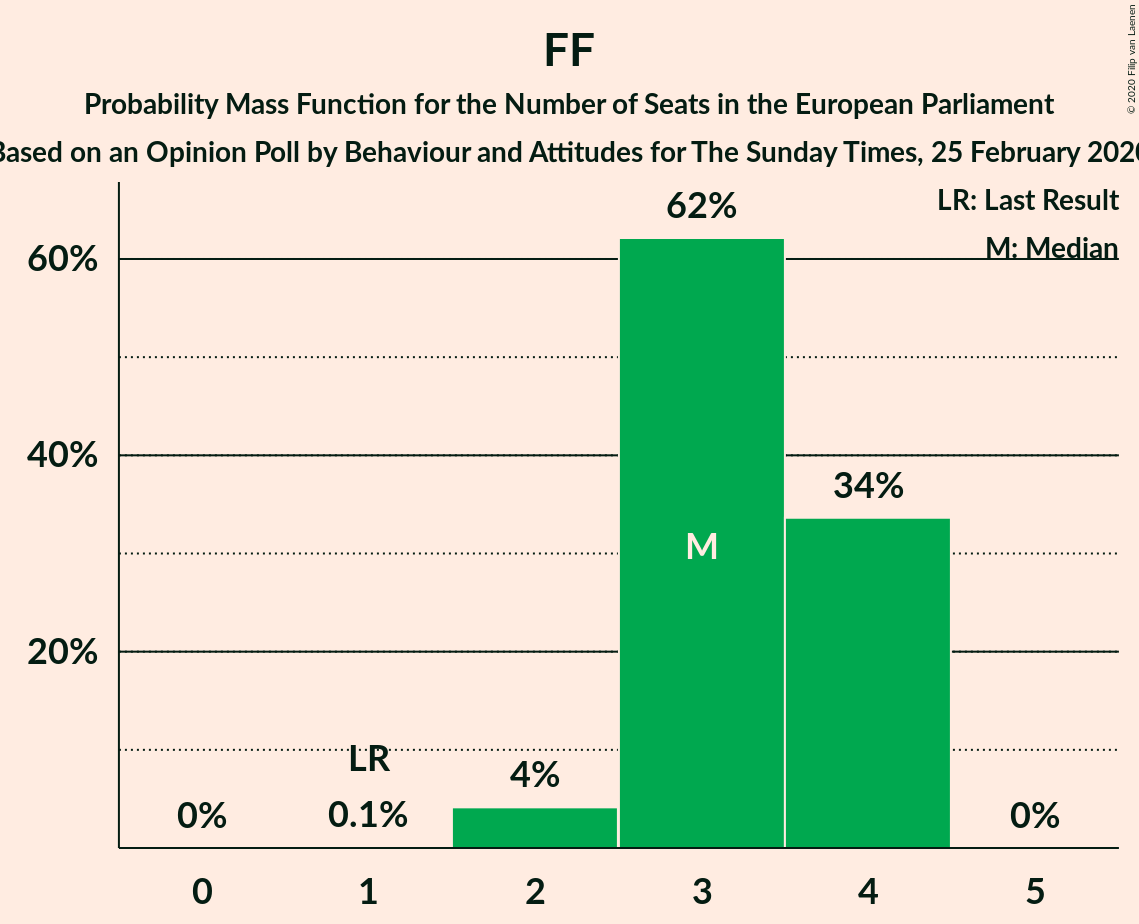 FF
Probability Mass Function for the Number of Seats in the European Parliament
Based on an Opinion Poll by Behaviour and Attitudes for The Sunday Times, 25 February 2020
© 2020 Filip van Laenen
LR: Last Result
M: Median
62%
60%
40%
34%
M
20%
LR
4%
0%
0.1%
0%
0 1 2 3 4 5